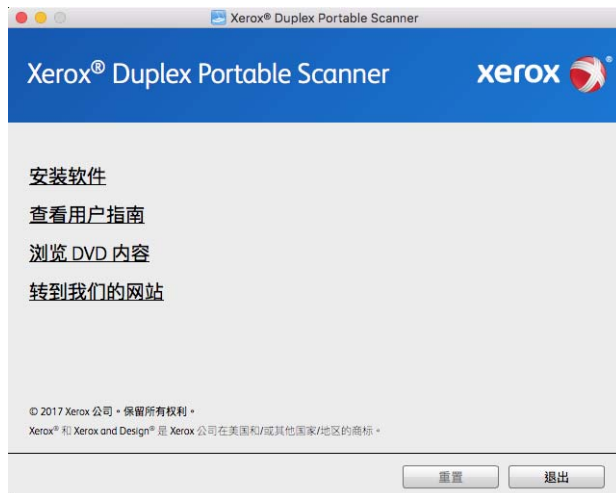 Xerox® Duplex Portable Scanner
Xerox® Duplex Portable Scanner
xerox
安装软件
查看用户指南
浏览 DVD 内容
转到我们的网站
© 2017 Xerox 公司。保留所有权利。
Xerox® 和 Xerox and Design® 是 Xerox 公司在美国和/或其他国家/地区的商标。
重置
退出